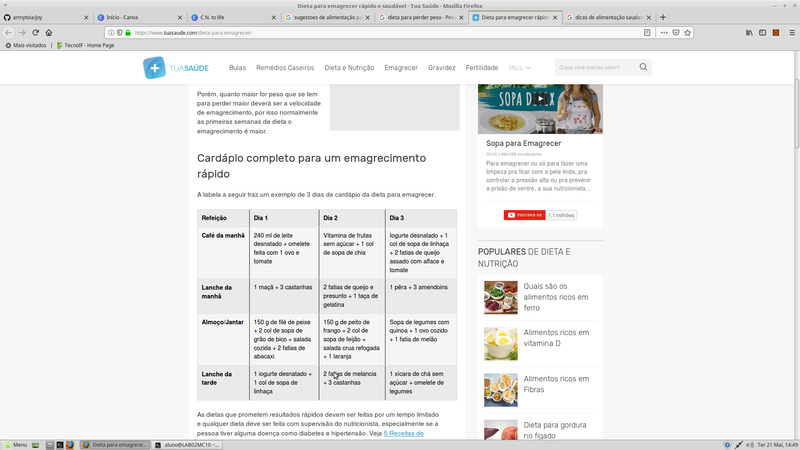 Dieta para emagrecer rápido e saudável - Tua Saúde - Mozilla Firefox
armytoia/joy
Início - Canva
C.N. to life
sugestoes de alimentação p
dieta para perder peso - Pes
Dieta para emagrecer rápid
dicas de alimentação saudáv
https://www.tuasaude.com/dieta-para-emagrecer/
Mais visitados
TecnoIF - Home Page
TUASAÚDE
Bulas
Remédios Caseiros
Dieta e Nutrição
Emagrecer
Gravidez
Fertilidade
Mais
O que você precisa saber?
Porém, quanto maior for peso que se tem
para perder maior deverá ser a velocidade
de emagrecimento, por isso normalmente
as primeiras semanas de dieta o
emagrecimento é maior.
Cardápio completo para um emagrecimento
rápido
A tabela a seguir traz um exemplo de 3 dias de cardápio da dieta para emagrecer.
Refeição
Dia 1
Dia 2
Dia 3
Café da manhã
240 ml de leite
desnatado + omelete
feita com 1 ovo e
tomate
Vitamina de frutas
sem açúcar + 1 col
de sopa de chia
Iogurte desnatado + 1
col de sopa de linhaça
+ 2 fatias de queijo
assado com alface e
tomate
Lanche da
manhã
1 maçã + 3 castanhas
2 fatias de queijo e
presunto + 1 taça de
gelatina
1 pêra + 3 amendoins
Almoço/Jantar
150 g de filé de peixe
+ 2 col de sopa de
grão de bico + salada
cozida + 2 fatias de
abacaxi
150 g de peito de
frango + 2 col de
sopa de feijão +
salada crua refogada
+ 1 laranja
Sopa de legumes com
quinoa + 1 ovo cozido
+ 1 fatia de melão
Lanche da
tarde
1 iogurte desnatado +
1 col de sopa de
linhaça
2 fatias de melancia
+ 3 castanhas
1 xícara de chá sem
açúcar + omelete de
legumes
As dietas que prometem resultados rápidos devem ser feitas por um tempo limitado
e qualquer dieta deve ser feita com supervisão do nutricionista, especialmente se a
pessoa tiver alguma doença como diabetes e hipertensão. Veja 5 Receitas de
SOPA DETOX
Sopa para Emagrecer
Para emagrecer ou só para fazer uma
limpeza pra ficar com a pele linda, pra
controlar a pressão alta ou pra prevenir
a prisão de ventre, a sua nutricionista...
Inscreva-se
1.1 milhões
POPULARES DE DIETA E
NUTRIÇÃO
Quais são os
alimentos ricos em
ferro
Alimentos ricos em
vitamina D
Alimentos ricos em
Fibras
Dieta para gordura
no fígado
Menu
Dieta para emagrece...
aluno@LAB02MC10 ~...
Ter 21 Mai, 14:49